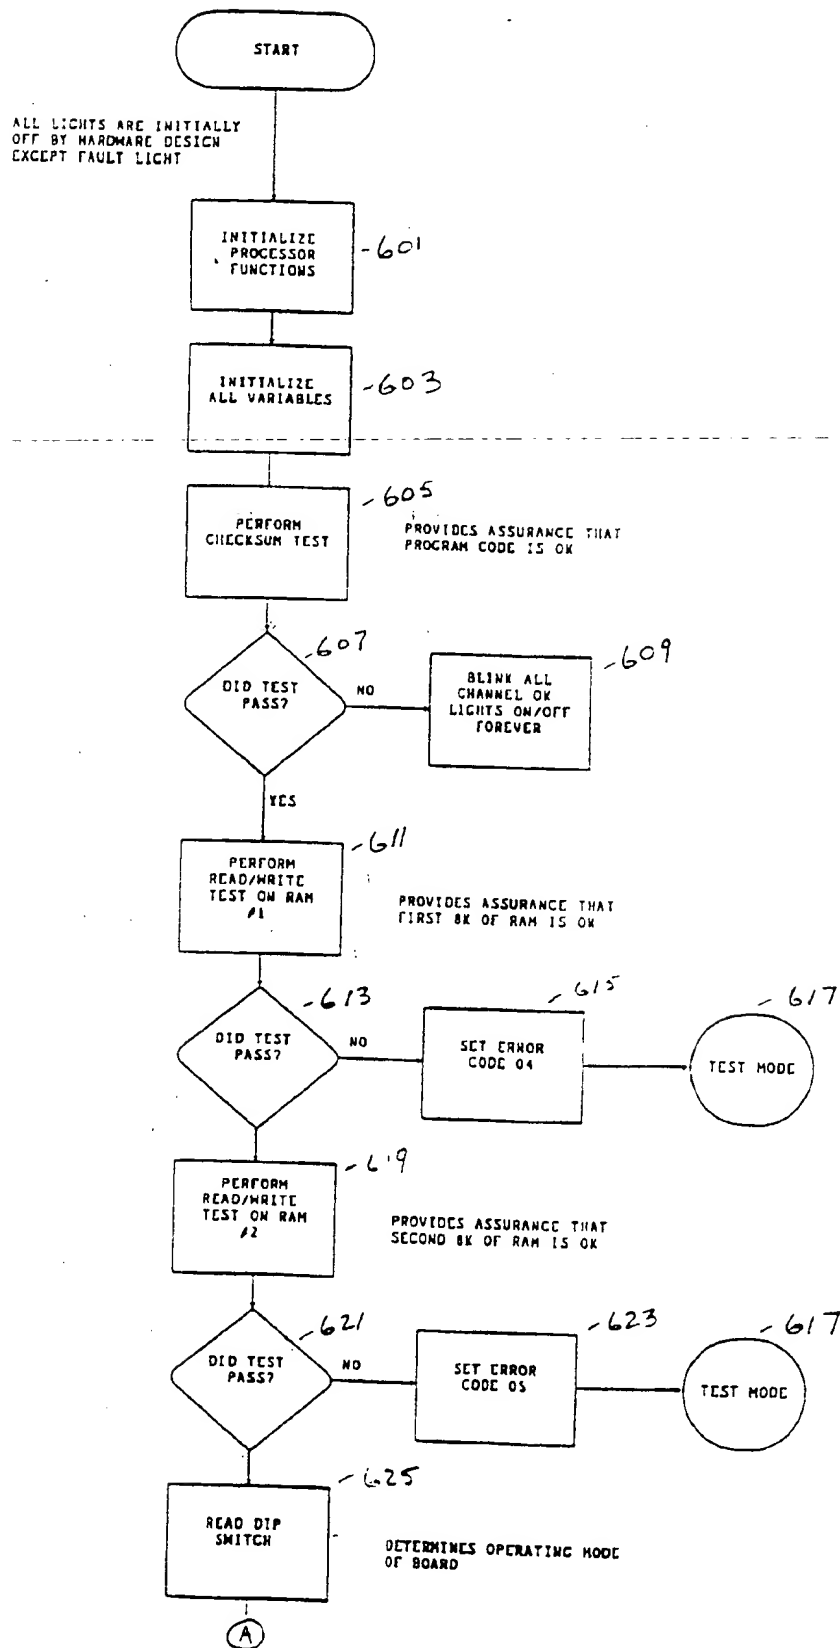 START
ALL LIGHTS ARE INITIALLY
OFF BY HARDWARE DESIGN
EXCEPT FAULT LIGHT
INITIALIZE
PROCESSOR
FUNCTIONS
601
INITIALIZE
ALL VARIABLES
603
605
PERFORM
CHECKSUM TEST
PROVIDES ASSURANCE THAT
PROGRAM CODE IS OK
607
DID TEST
PASS?
NO
609
BLINK ALL
CHANNEL OK
LIGHTS ON/OFF
FOREVER
YES
611
PERFORM
READ/WRITE
TEST ON RAM
#1
PROVIDES ASSURANCE THAT
FIRST 8K OF RAM IS OK
613
DID TEST
PASS?
NO
615
SET ERROR
CODE 04
617
TEST MODE
619
PERFORM
READ/WRITE
TEST ON RAM
#2
PROVIDES ASSURANCE THAT
SECOND 8K OF RAM IS OK
621
DID TEST
PASS?
NO
623
SET ERROR
CODE 05
617
TEST MODE
625
READ DIP
SWITCH
DETERMINES OPERATING MODE
OF BOARD
A